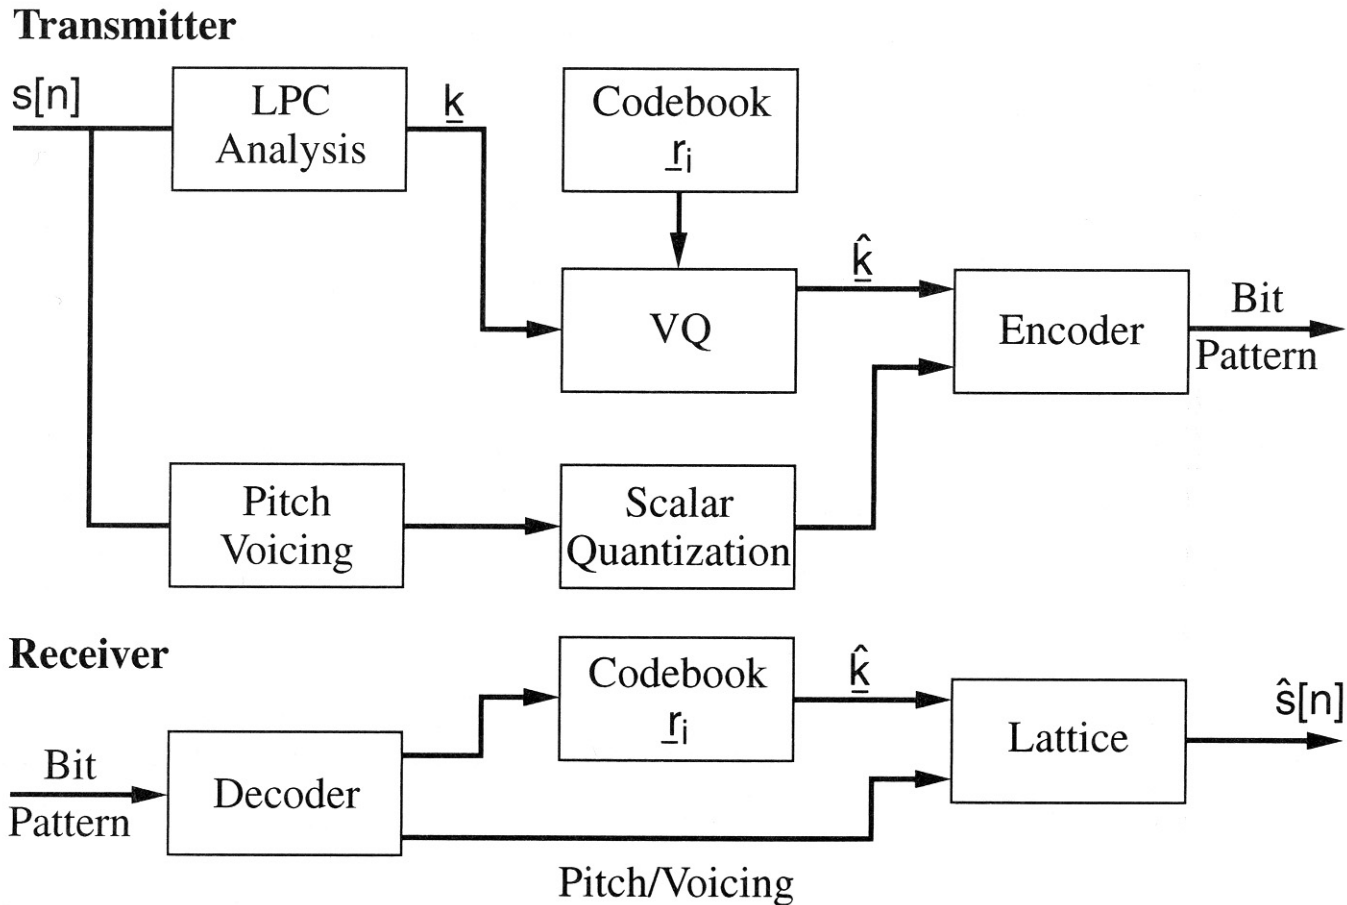 Transmitter
s[n]
LPC
Analysis
k
Codebook
r_i
VQ
k̂
Encoder
Bit
Pattern
Pitch
Voicing
Scalar
Quantization
Receiver
Bit
Pattern
Decoder
Codebook
r_i
k̂
Lattice
ŝ[n]
Pitch/Voicing